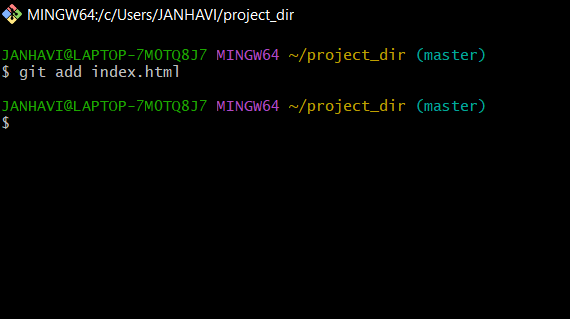 MINGW64:/c/Users/JANHAVI/project_dir
JANHAVI@LAPTOP-7M0TQ8J7 MINGW64 ~/project_dir (master)
$ git add index.html
JANHAVI@LAPTOP-7M0TQ8J7 MINGW64 ~/project_dir (master)
$